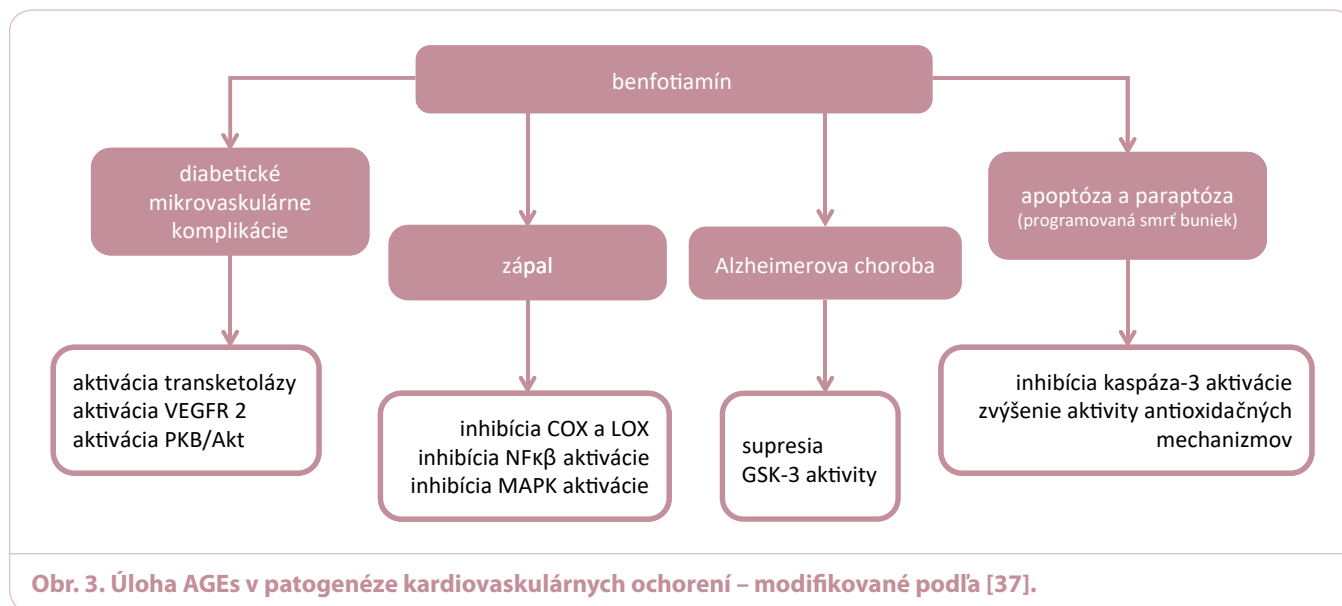 benfotiamín
diabetické
mikrovaskulárne
komplikácie
zápal
Alzheimerova choroba
apoptóza a paraptóza
(programovaná smrť buniek)
aktivácia transketolázy
aktivácia VEGFR 2
aktivácia PKB/Akt
inhibícia COX a LOX
inhibícia NFκβ aktivácie
inhibícia MAPK aktivácie
supresia
GSK-3 aktivity
inhibícia kaspáza-3 aktivácie
zvýšenie aktivity antioxidačných
mechanizmov
Obr. 3. Úloha AGEs v patogenéze kardiovaskulárnych ochorení – modifikované podľa [37].